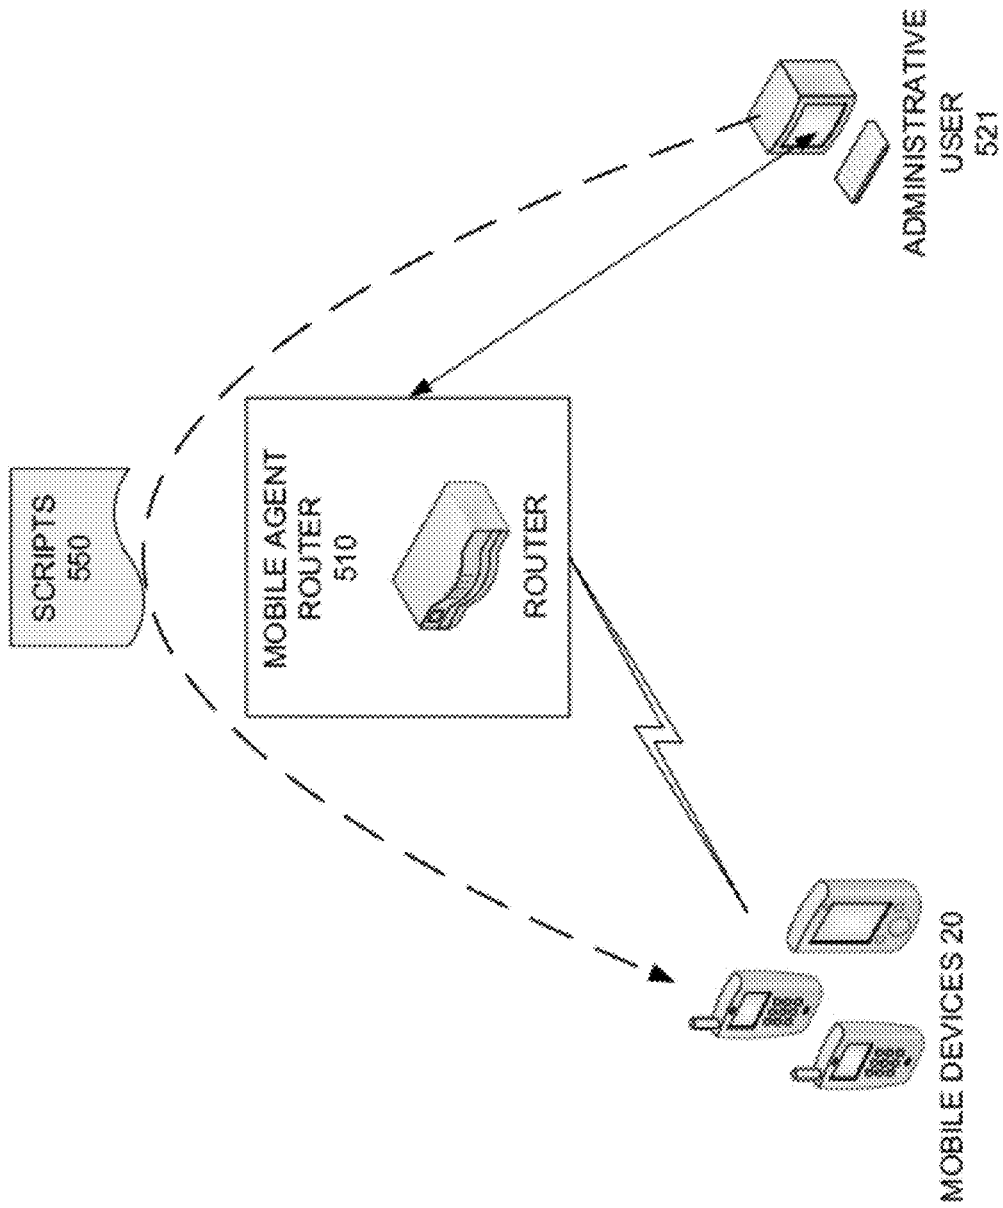 SCRIPTS
550
MOBILE AGENT
ROUTER
510
ROUTER
MOBILE DEVICES 20
ADMINISTRATIVE
USER
521